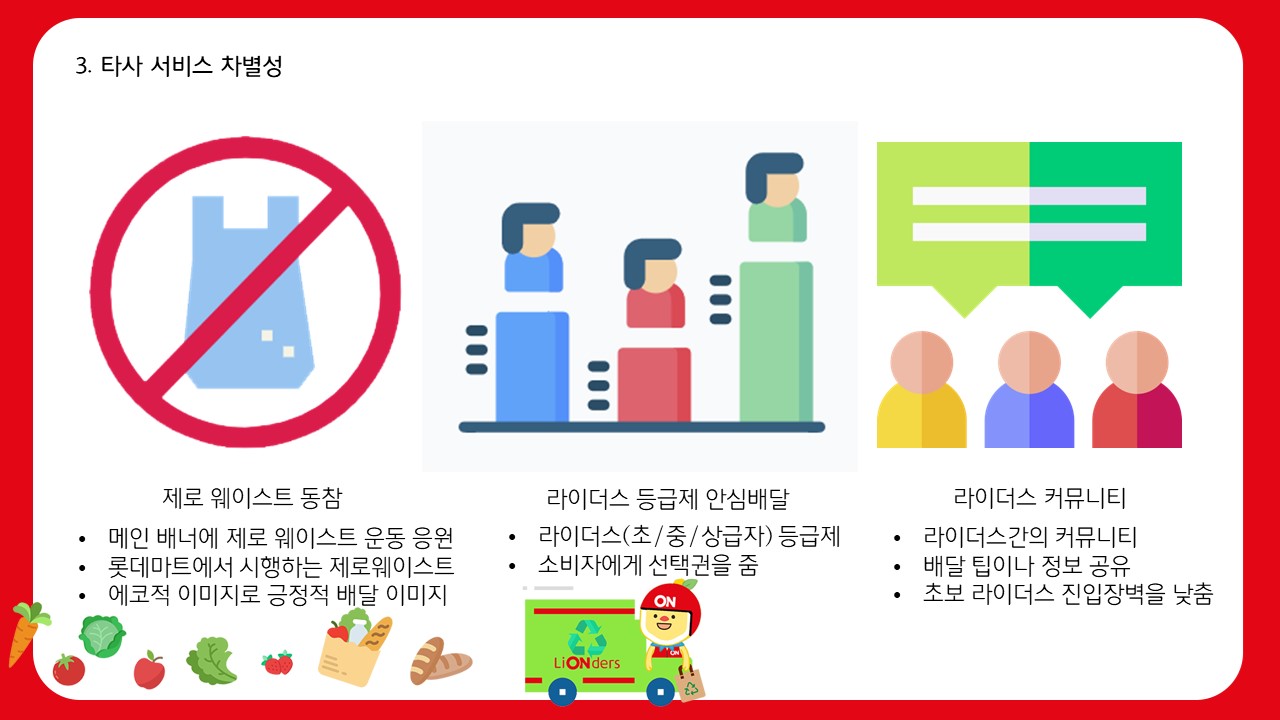 3. 타사 서비스 차별성
제로 웨이스트 동참
• 메인 배너에 제로 웨이스트 운동 응원
• 롯데마트에서 시행하는 제로웨이스트
• 에코적 이미지로 긍정적 배달 이미지
라이더스 등급제 안심배달
• 라이더스(초/중/상급자) 등급제
• 소비자에게 선택권을 줌
라이더스 커뮤니티
• 라이더스간의 커뮤니티
• 배달 팁이나 정보 공유
• 초보 라이더스 진입장벽을 낮춤
ON
LiONders
ON